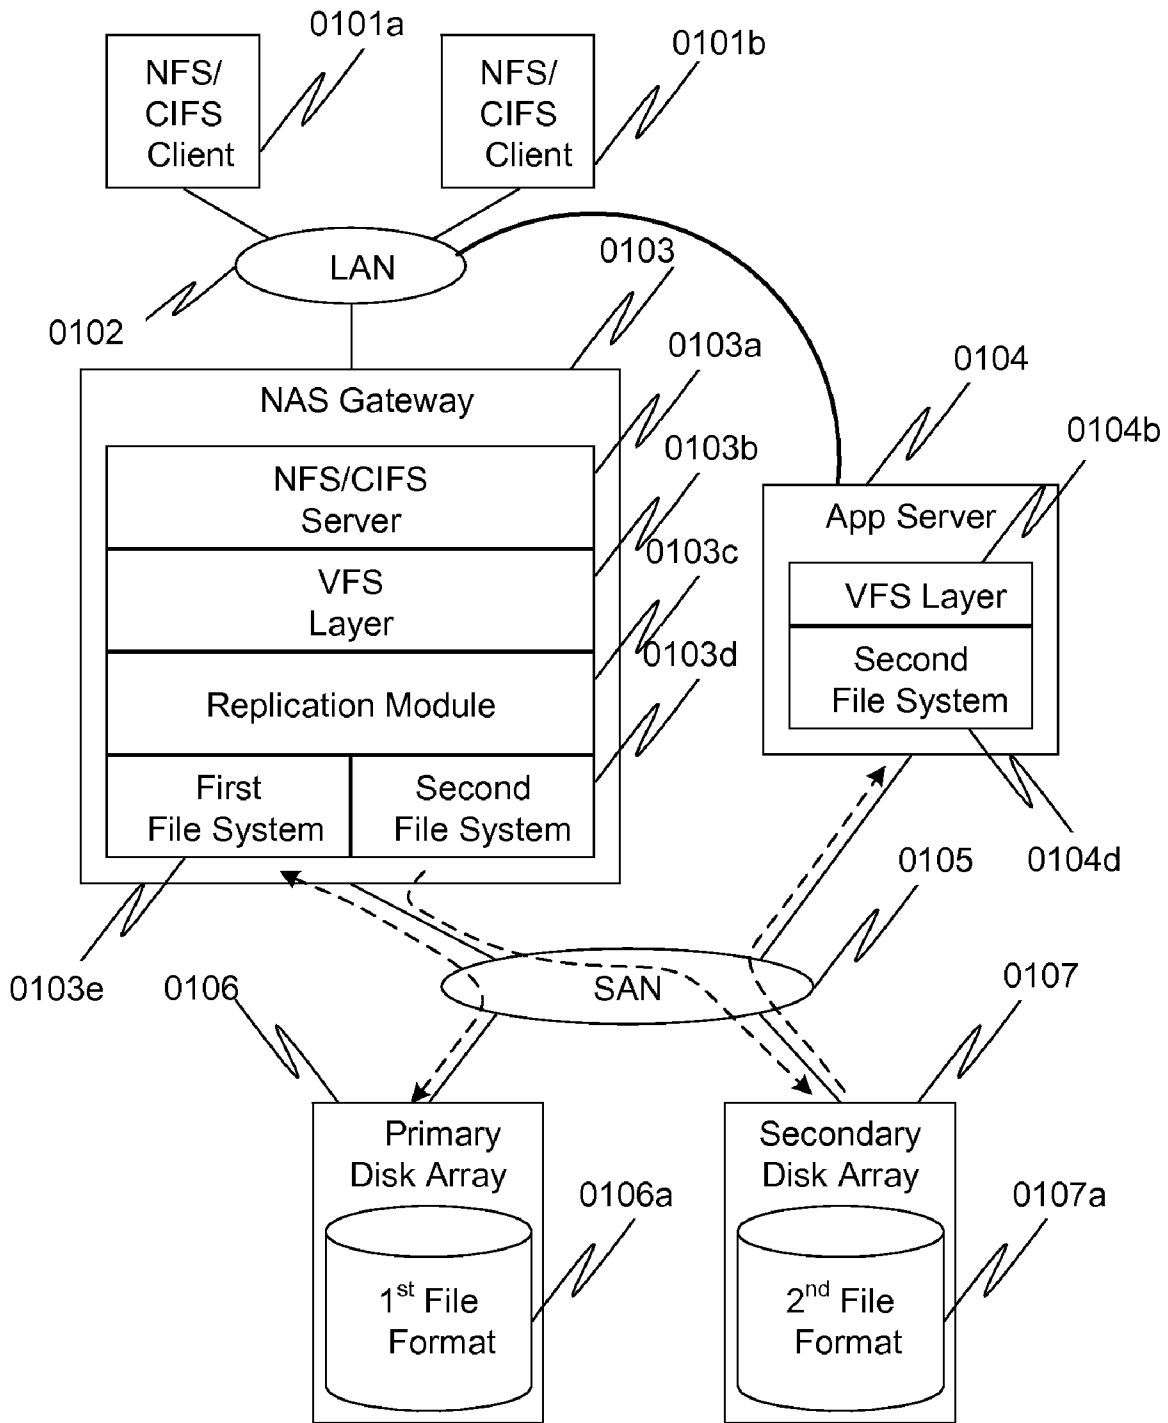 0101a
0101b
NFS/
CIFS
Client
NFS/
CIFS
Client
LAN
0102
0103
NAS Gateway
0103a
NFS/CIFS
Server
0103b
VFS
Layer
0103c
Replication Module
0103d
First
File System
Second
File System
0103e
0104
0104b
App Server
VFS Layer
Second
File System
0104d
0105
SAN
0106
0107
Primary
Disk Array
0106a
1st File
Format
Secondary
Disk Array
0107a
2nd File
Format